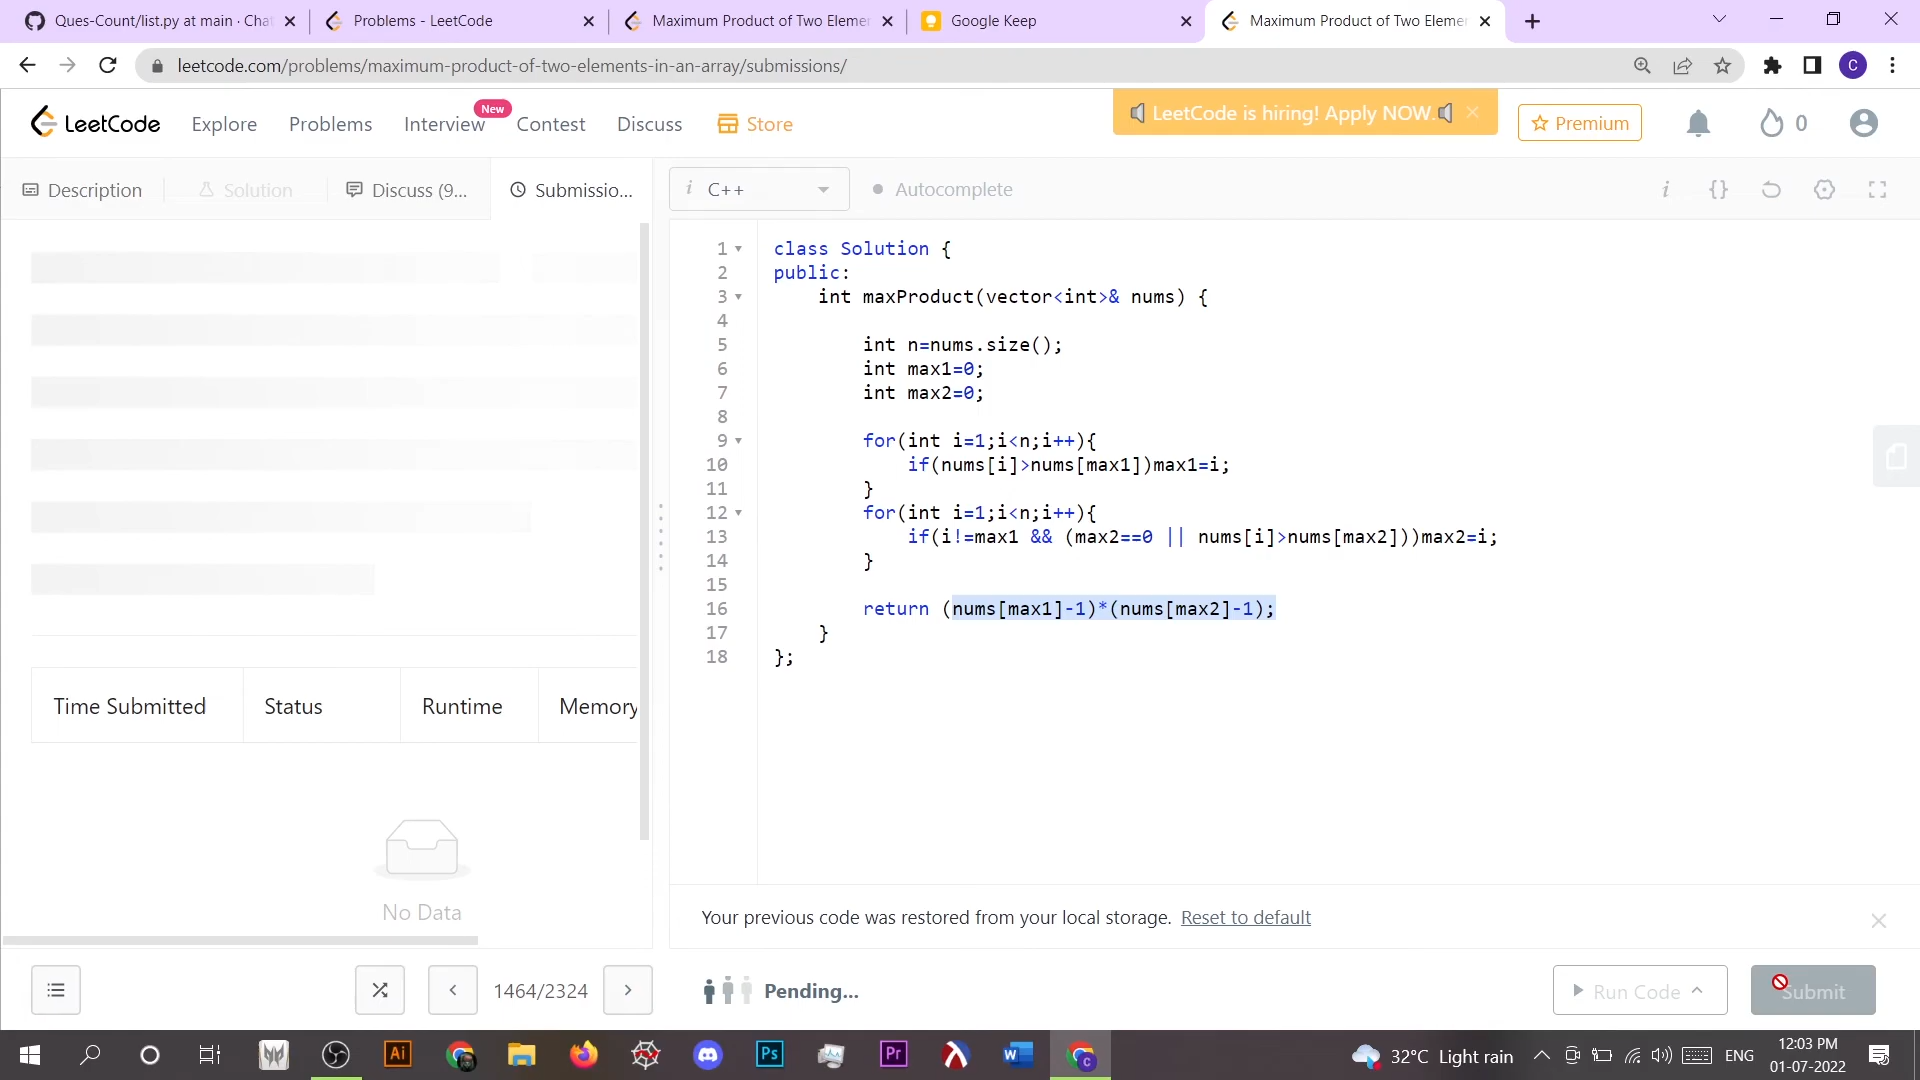 Ques-Count/list.py at main · Cha
Problems - LeetCode
Maximum Product of Two Elemen
Google Keep
Maximum Product of Two Elemen
leetcode.com/problems/maximum-product-of-two-elements-in-an-array/submissions/
C
LeetCode
Explore
Problems
Interview
New
Contest
Discuss
Store
LeetCode is hiring! Apply NOW.
Premium
0
Description
Solution
Discuss (9...
Submissio...
i C++
Autocomplete
1 class Solution {
2 public:
3 int maxProduct(vector<int>& nums) {
4
5 int n=nums.size();
6 int max1=0;
7 int max2=0;
8
9 for(int i=1;i<n;i++){
10 if(nums[i]>nums[max1])max1=i;
11 }
12 for(int i=1;i<n;i++){
13 if(i!=max1 && (max2==0 || nums[i]>nums[max2]))max2=i;
14 }
15
16 return (nums[max1]-1)*(nums[max2]-1);
17 }
18 };
Time Submitted Status Runtime Memory
No Data
Your previous code was restored from your local storage. Reset to default
1464/2324
Pending...
Run Code
Submit
Ai
Ps
Pr
32°C Light rain
ENG
12:03 PM
01-07-2022